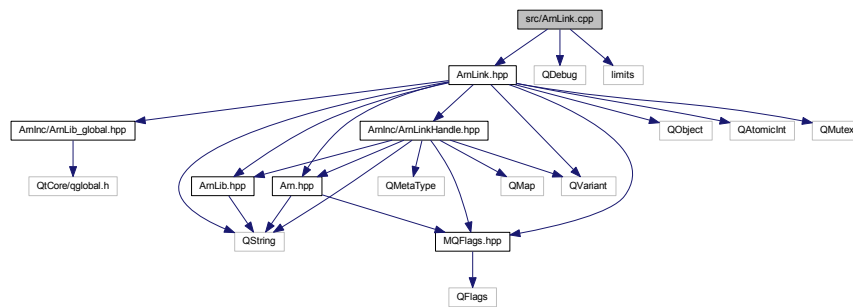 src/ArnLink.cpp
ArnLink.hpp
QDebug
limits
ArnInc/ArnLib_global.hpp
ArnInc/ArnLinkHandle.hpp
QObject
QAtomicInt
QMutex
QtCore/qglobal.h
ArnLib.hpp
Arn.hpp
QMetaType
QMap
QVariant
QString
MQFlags.hpp
QFlags